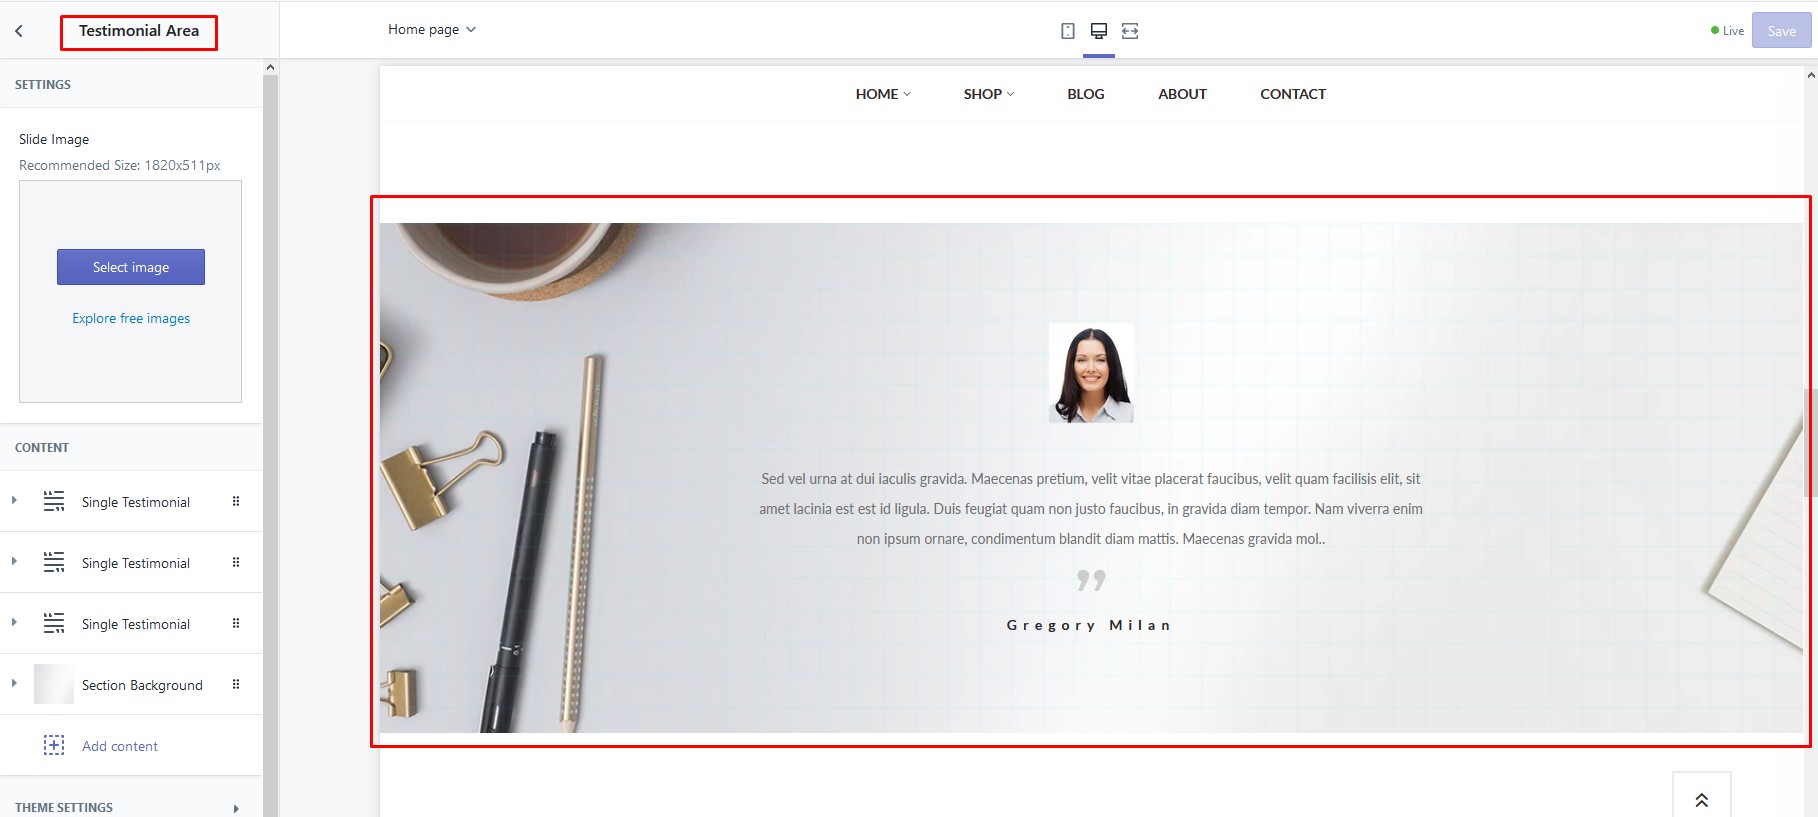 Testimonial Area
Home page
Live
Save
SETTINGS
Slide Image
Recommended Size: 1820x511px
Select image
Explore free images
CONTENT
Single Testimonial
Single Testimonial
Single Testimonial
Section Background
Add content
THEME SETTINGS
HOME SHOP BLOG ABOUT CONTACT
Sed vel urna at dui iaculis gravida. Maecenas pretium, velit vitae placerat faucibus, velit quam facilisis elit, sit
amet lacinia est est id ligula. Duis feugiat quam non justo faucibus, in gravida diam tempor. Nam viverra enim
non ipsum ornare, condimentum blandit diam mattis. Maecenas gravida mol..
”
Gregory Milan